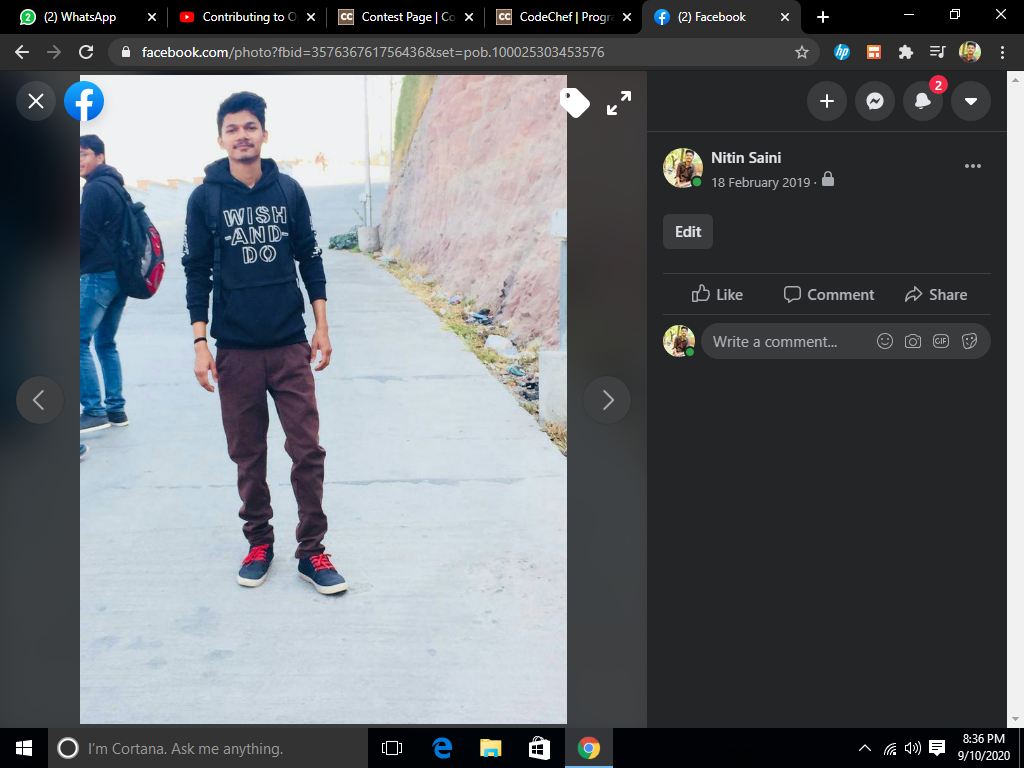 (2) WhatsApp
Contributing to O
Contest Page | Co
CodeChef | Progra
(2) Facebook
facebook.com/photo?fbid=357636761756436&set=pob.100025303453576
2
WISH
-AND-
DO
Nitin Saini
18 February 2019 ·
Edit
Like
Comment
Share
Write a comment...
GIF
I'm Cortana. Ask me anything.
8:36 PM
9/10/2020